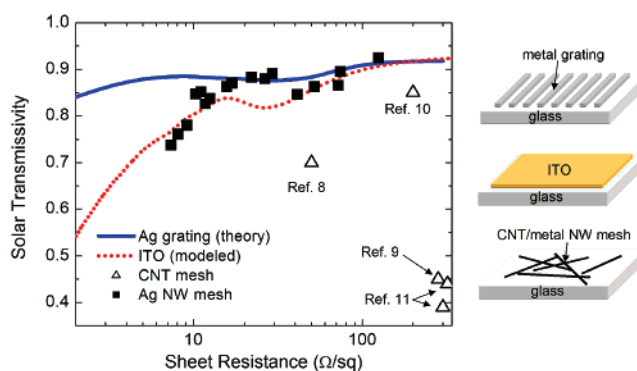 Solar Transmissivity
0.9
0.8
0.7
0.6
0.5
0.4
1.0
Ref. 10
Ref. 8
Ref. 9
Ref. 11
Ag grating (theory)
ITO (modeled)
CNT mesh
Ag NW mesh
10
100
Sheet Resistance (Ω/sq)
metal grating
glass
ITO
glass
CNT/metal NW mesh
glass